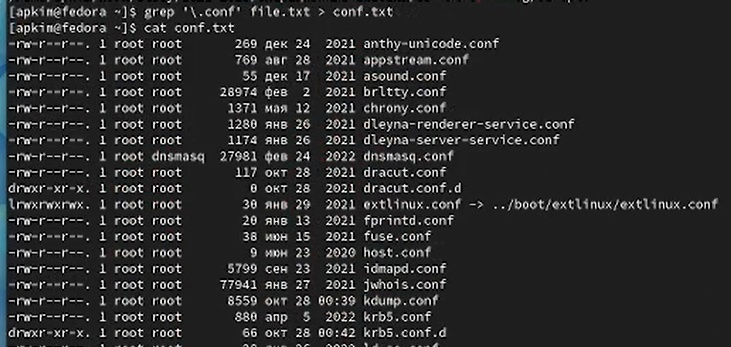 [apkim@fedora ~]$ grep '\.conf' file.txt > conf.txt
[apkim@fedora ~]$ cat conf.txt
-rw-r--r--. 1 root root 269 дек 24 2021 anthy-unicode.conf
-rw-r--r--. 1 root root 769 авг 28 2021 appstream.conf
-rw-r--r--. 1 root root 55 дек 17 2021 asound.conf
-rw-r--r--. 1 root root 28974 фев 2 2021 brltty.conf
-rw-r--r--. 1 root root 1371 мая 12 2021 chrony.conf
-rw-r--r--. 1 root root 1280 янв 26 2021 dleyna-renderer-service.conf
-rw-r--r--. 1 root root 1174 янв 26 2021 dleyna-server-service.conf
-rw-r--r--. 1 root dnsmasq 27981 фев 24 2022 dnsmasq.conf
-rw-r--r--. 1 root root 117 окт 28 2021 dracut.conf
drwxr-xr-x. 1 root root 0 окт 28 2021 dracut.conf.d
lrwxrwxrwx. 1 root root 30 янв 29 2021 extlinux.conf -> ../boot/extlinux/extlinux.conf
-rw-r--r--. 1 root root 20 янв 13 2021 fprintd.conf
-rw-r--r--. 1 root root 38 июн 15 2021 fuse.conf
-rw-r--r--. 1 root root 9 июн 23 2020 host.conf
-rw-r--r--. 1 root root 5799 сен 23 2021 idmapd.conf
-rw-r--r--. 1 root root 77941 янв 27 2021 jwhois.conf
-rw-r--r--. 1 root root 8559 окт 28 00:39 kdump.conf
-rw-r--r--. 1 root root 880 апр 5 2022 krb5.conf
drwxr-xr-x. 1 root root 66 окт 28 00:42 krb5.conf.d